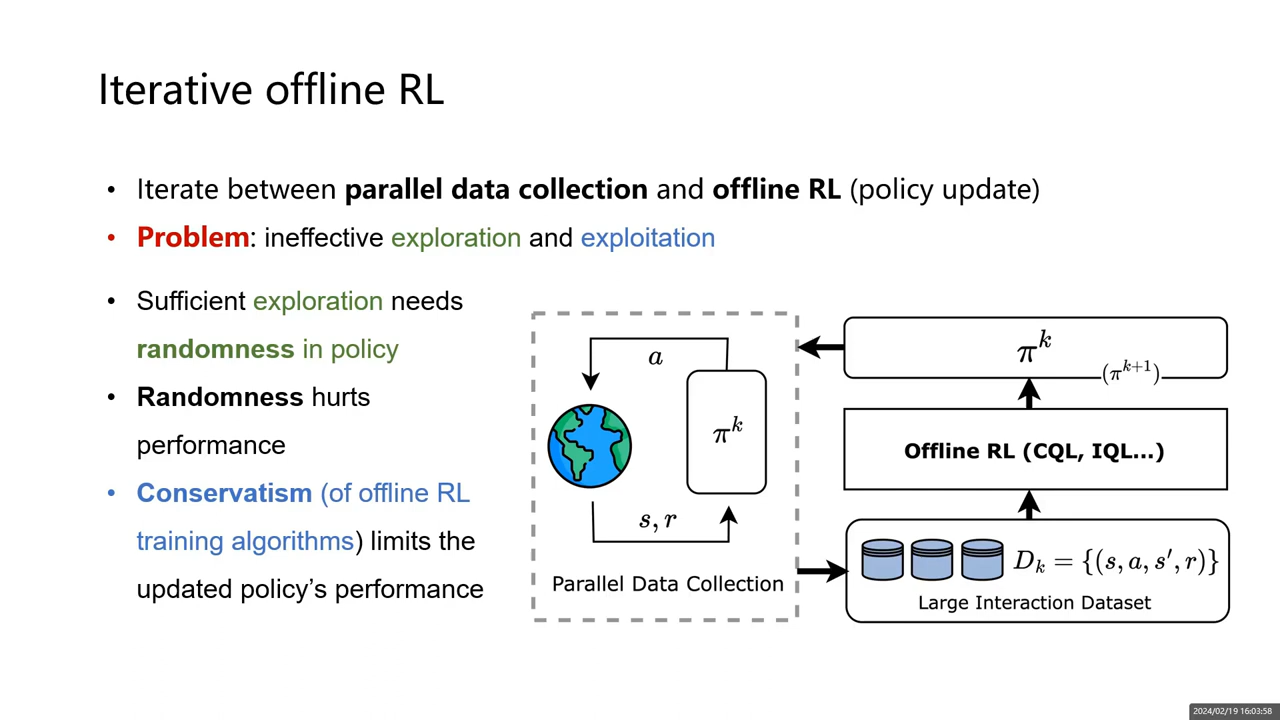 Iterative offline RL
• Iterate between parallel data collection and offline RL (policy update)
• Problem: ineffective exploration and exploitation
• Sufficient exploration needs
randomness in policy
• Randomness hurts
performance
• Conservatism (of offline RL
training algorithms) limits the
updated policy’s performance
a
π^k
s, r
Parallel Data Collection
π^k
(π^{k+1})
Offline RL (CQL, IQL...)
D_k = {(s, a, s′, r)}
Large Interaction Dataset
2024/02/19 16:03:58